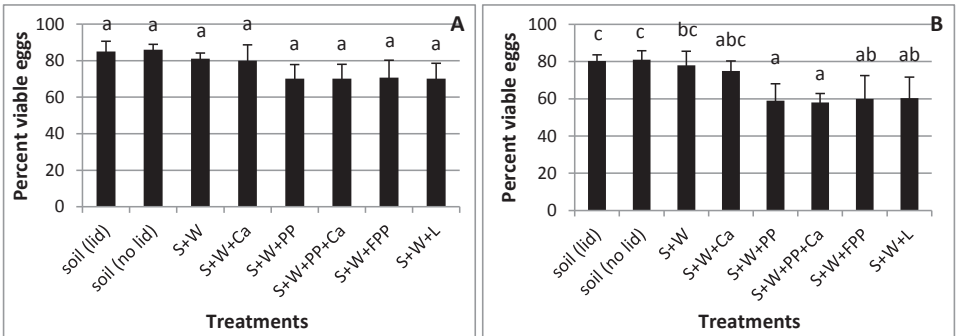 A
Percent viable eggs
100
80
60
40
20
0
a a a a a a a a
soil (lid)
soil (no lid)
S+W
S+W+Ca
S+W+PP
S+W+PP+Ca
S+W+FPP
S+W+L
Treatments
B
Percent viable eggs
100
80
60
40
20
0
c c bc abc a a ab ab
soil (lid)
soil (no lid)
S+W
S+W+Ca
S+W+PP
S+W+PP+Ca
S+W+FPP
S+W+L
Treatments